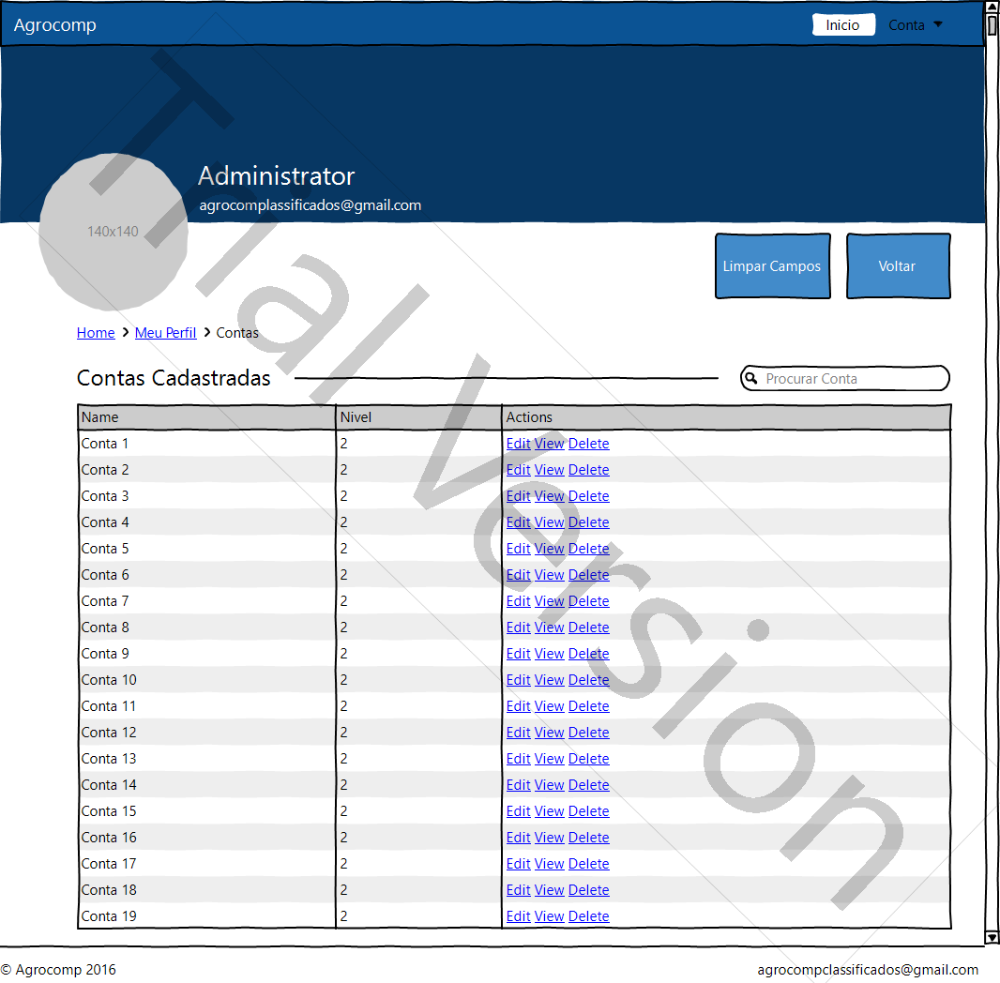 Agrocomp Inicio Conta
Administrator
agrocomplassificados@gmail.com
140x140
Limpar Campos Voltar
Home Meu Perfil Contas
Contas Cadastradas Procurar Conta
Name Nivel Actions
Conta 1 2 Edit View Delete
Conta 2 2 Edit View Delete
Conta 3 2 Edit View Delete
Conta 4 2 Edit View Delete
Conta 5 2 Edit View Delete
Conta 6 2 Edit View Delete
Conta 7 2 Edit View Delete
Conta 8 2 Edit View Delete
Conta 9 2 Edit View Delete
Conta 10 2 Edit View Delete
Conta 11 2 Edit View Delete
Conta 12 2 Edit View Delete
Conta 13 2 Edit View Delete
Conta 14 2 Edit View Delete
Conta 15 2 Edit View Delete
Conta 16 2 Edit View Delete
Conta 17 2 Edit View Delete
Conta 18 2 Edit View Delete
Conta 19 2 Edit View Delete
© Agrocomp 2016 agrocompclassificados@gmail.com
Trial Version